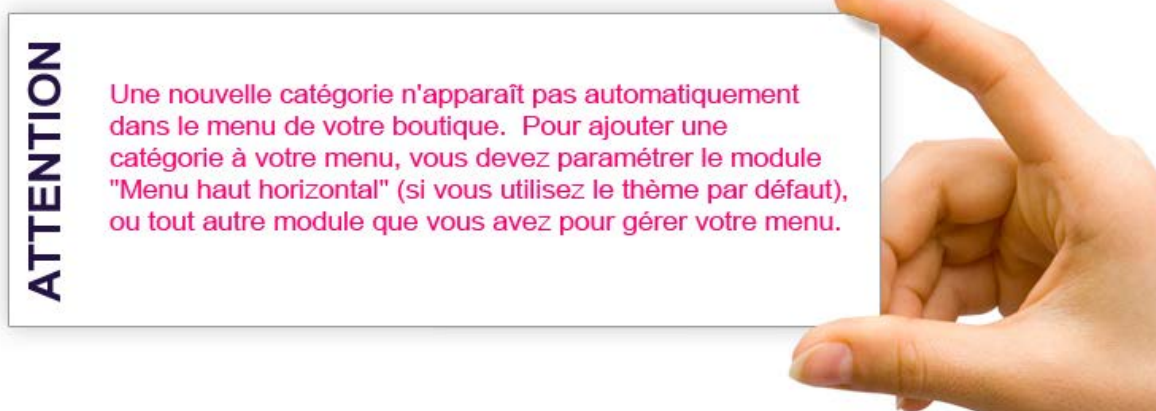 ATTENTION
Une nouvelle catégorie n'apparaît pas automatiquement
dans le menu de votre boutique.  Pour ajouter une
catégorie à votre menu, vous devez paramétrer le module
"Menu haut horizontal" (si vous utilisez le thème par défaut),
ou tout autre module que vous avez pour gérer votre menu.